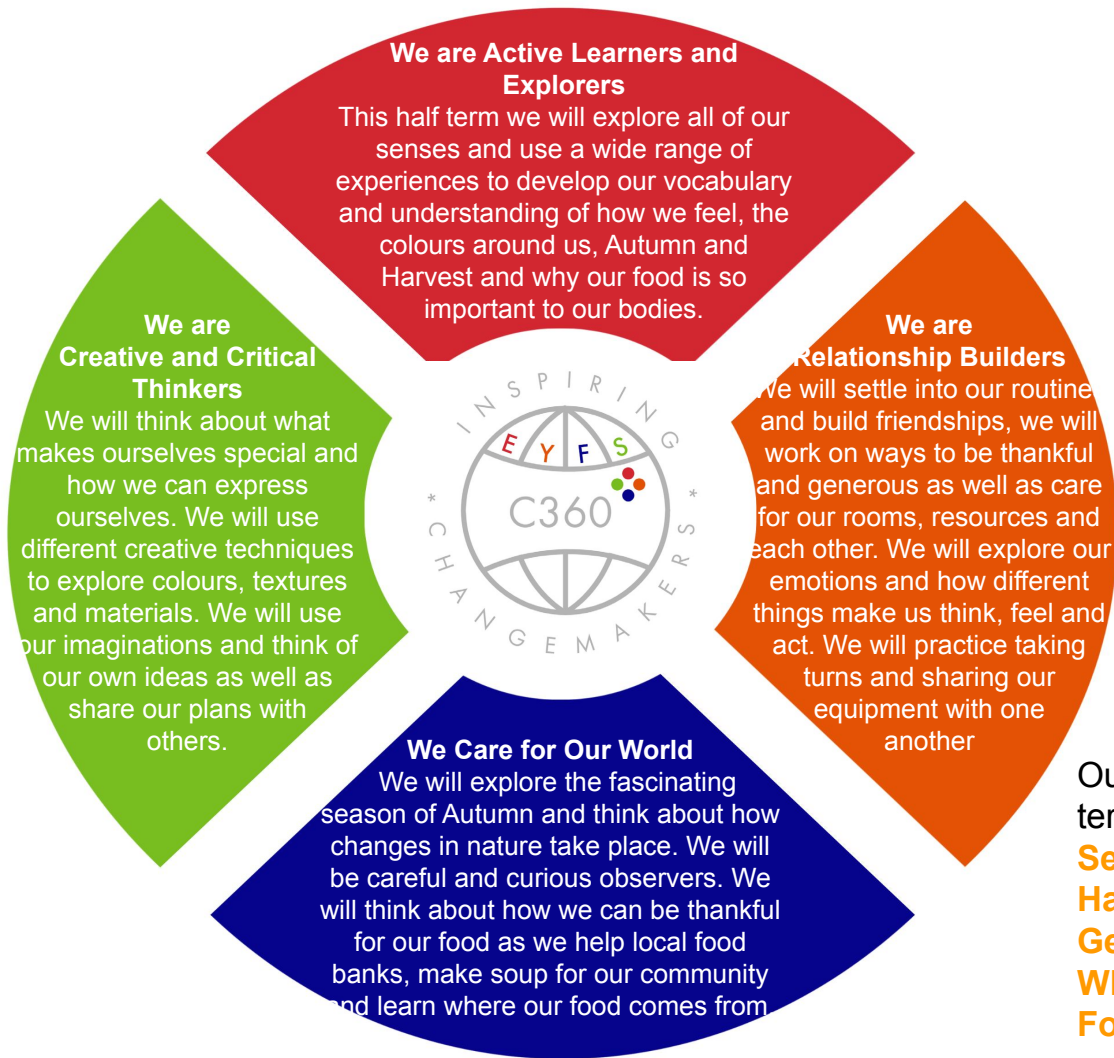 We are Active Learners and
Explorers
This half term we will explore all of our
senses and use a wide range of
experiences to develop our vocabulary
and understanding of how we feel, the
colours around us, Autumn and
Harvest and why our food is so
important to our bodies.
We are
Creative and Critical
Thinkers
We will think about what
makes ourselves special and
how we can express
ourselves. We will use
different creative techniques
to explore colours, textures
and materials. We will use
our imaginations and think of
our own ideas as well as
share our plans with
others.
INSPIRING
EYFS
C360
* CHANGEMAKERS *
We are
Relationship Builders
We will settle into our routine
and build friendships, we will
work on ways to be thankful
and generous as well as care
for our rooms, resources and
each other. We will explore our
emotions and how different
things make us think, feel and
act. We will practice taking
turns and sharing our
equipment with one
another
We Care for Our World
We will explore the fascinating
season of Autumn and think about how
changes in nature take place. We will
be careful and curious observers. We
will think about how we can be thankful
for our food as we help local food
banks, make soup for our community
and learn where our food comes from